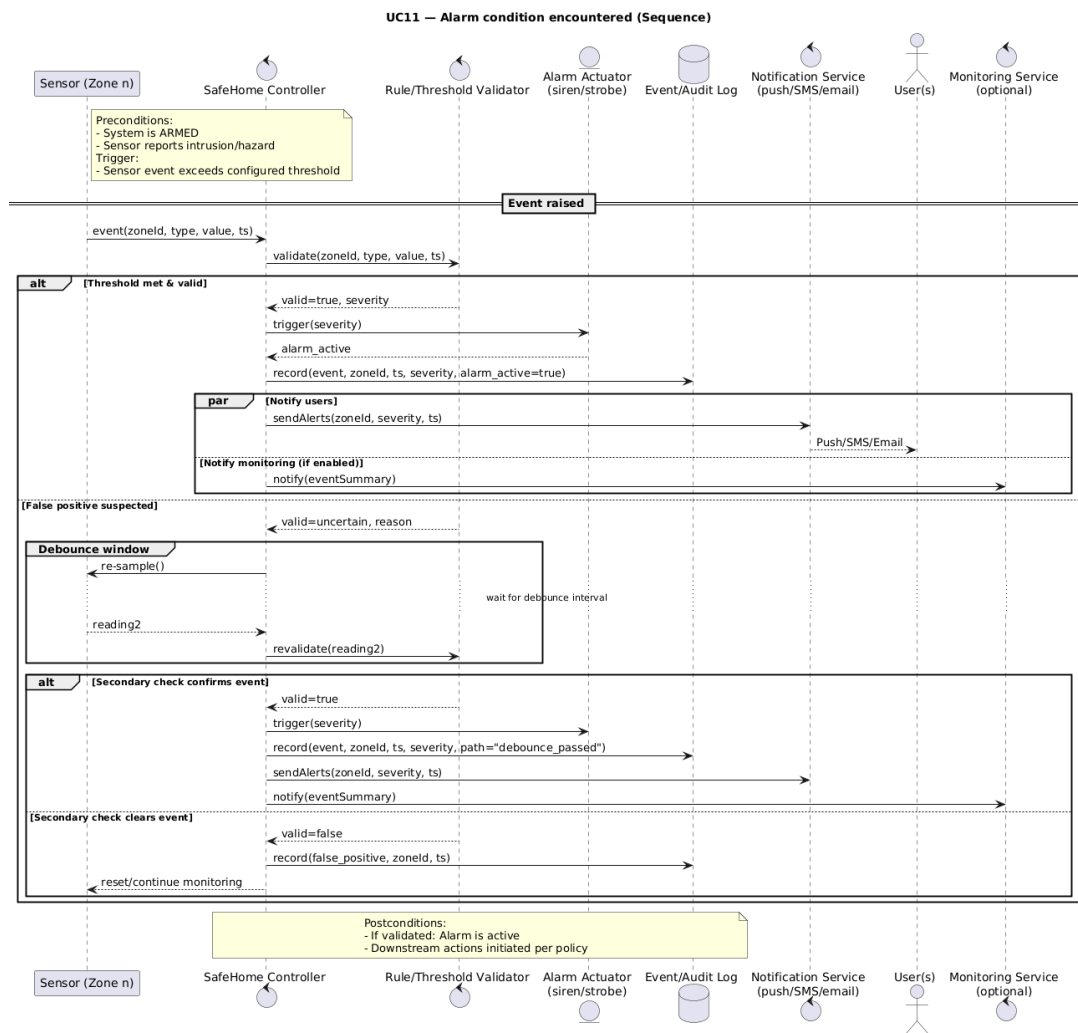 UC11 — Alarm condition encountered (Sequence)
Sensor (Zone n)
SafeHome Controller
Rule/Threshold Validator
Alarm Actuator
(siren/strobe)
Event/Audit Log
Notification Service
(push/SMS/email)
User(s)
Monitoring Service
(optional)
Preconditions:
- System is ARMED
- Sensor reports intrusion/hazard
Trigger:
- Sensor event exceeds configured threshold
Event raised
event(zoneId, type, value, ts)
validate(zoneId, type, value, ts)
alt [Threshold met & valid]
valid=true, severity
trigger(severity)
alarm_active
record(event, zoneId, ts, severity, alarm_active=true)
par [Notify users]
sendAlerts(zoneId, severity, ts)
Push/SMS/Email
[Notify monitoring (if enabled)]
notify(eventSummary)
[False positive suspected]
valid=uncertain, reason
Debounce window
re-sample()
wait for debounce interval
reading2
revalidate(reading2)
alt [Secondary check confirms event]
valid=true
trigger(severity)
record(event, zoneId, ts, severity, path="debounce_passed")
sendAlerts(zoneId, severity, ts)
notify(eventSummary)
[Secondary check clears event]
valid=false
record(false_positive, zoneId, ts)
reset/continue monitoring
Postconditions:
- If validated: Alarm is active
- Downstream actions initiated per policy
Sensor (Zone n)
SafeHome Controller
Rule/Threshold Validator
Alarm Actuator
(siren/strobe)
Event/Audit Log
Notification Service
(push/SMS/email)
User(s)
Monitoring Service
(optional)